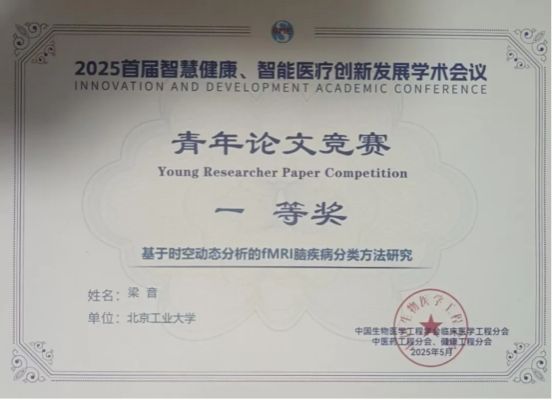 2025首届智慧健康、智能医疗创新发展学术会议
INNOVATION AND DEVELOPMENT ACADEMIC CONFERENCE
青年论文竞赛
Young Researcher Paper Competition
一 等奖
基于时空动态分析的fMRI脑疾病分类方法研究
姓名： 梁 音
单位： 北京工业大学
中国生物医学工程学会临床医学工程分会
中医药工程分会、健康工程分会
2025年5月